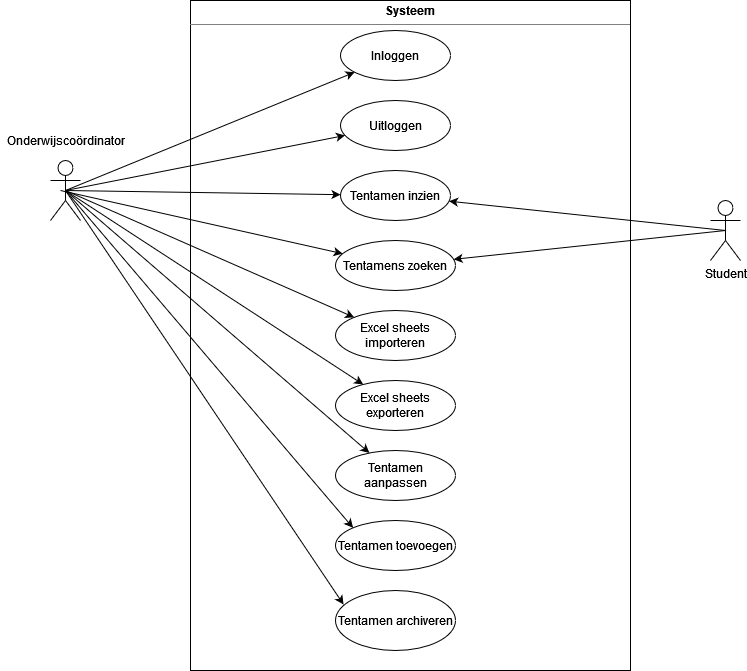 Systeem
Inloggen
Uitloggen
Onderwijscoördinator
Tentamen inzien
Tentamens zoeken
Student
Excel sheets
importeren
Excel sheets
exporteren
Tentamen
aanpassen
Tentamen toevoegen
Tentamen archiveren